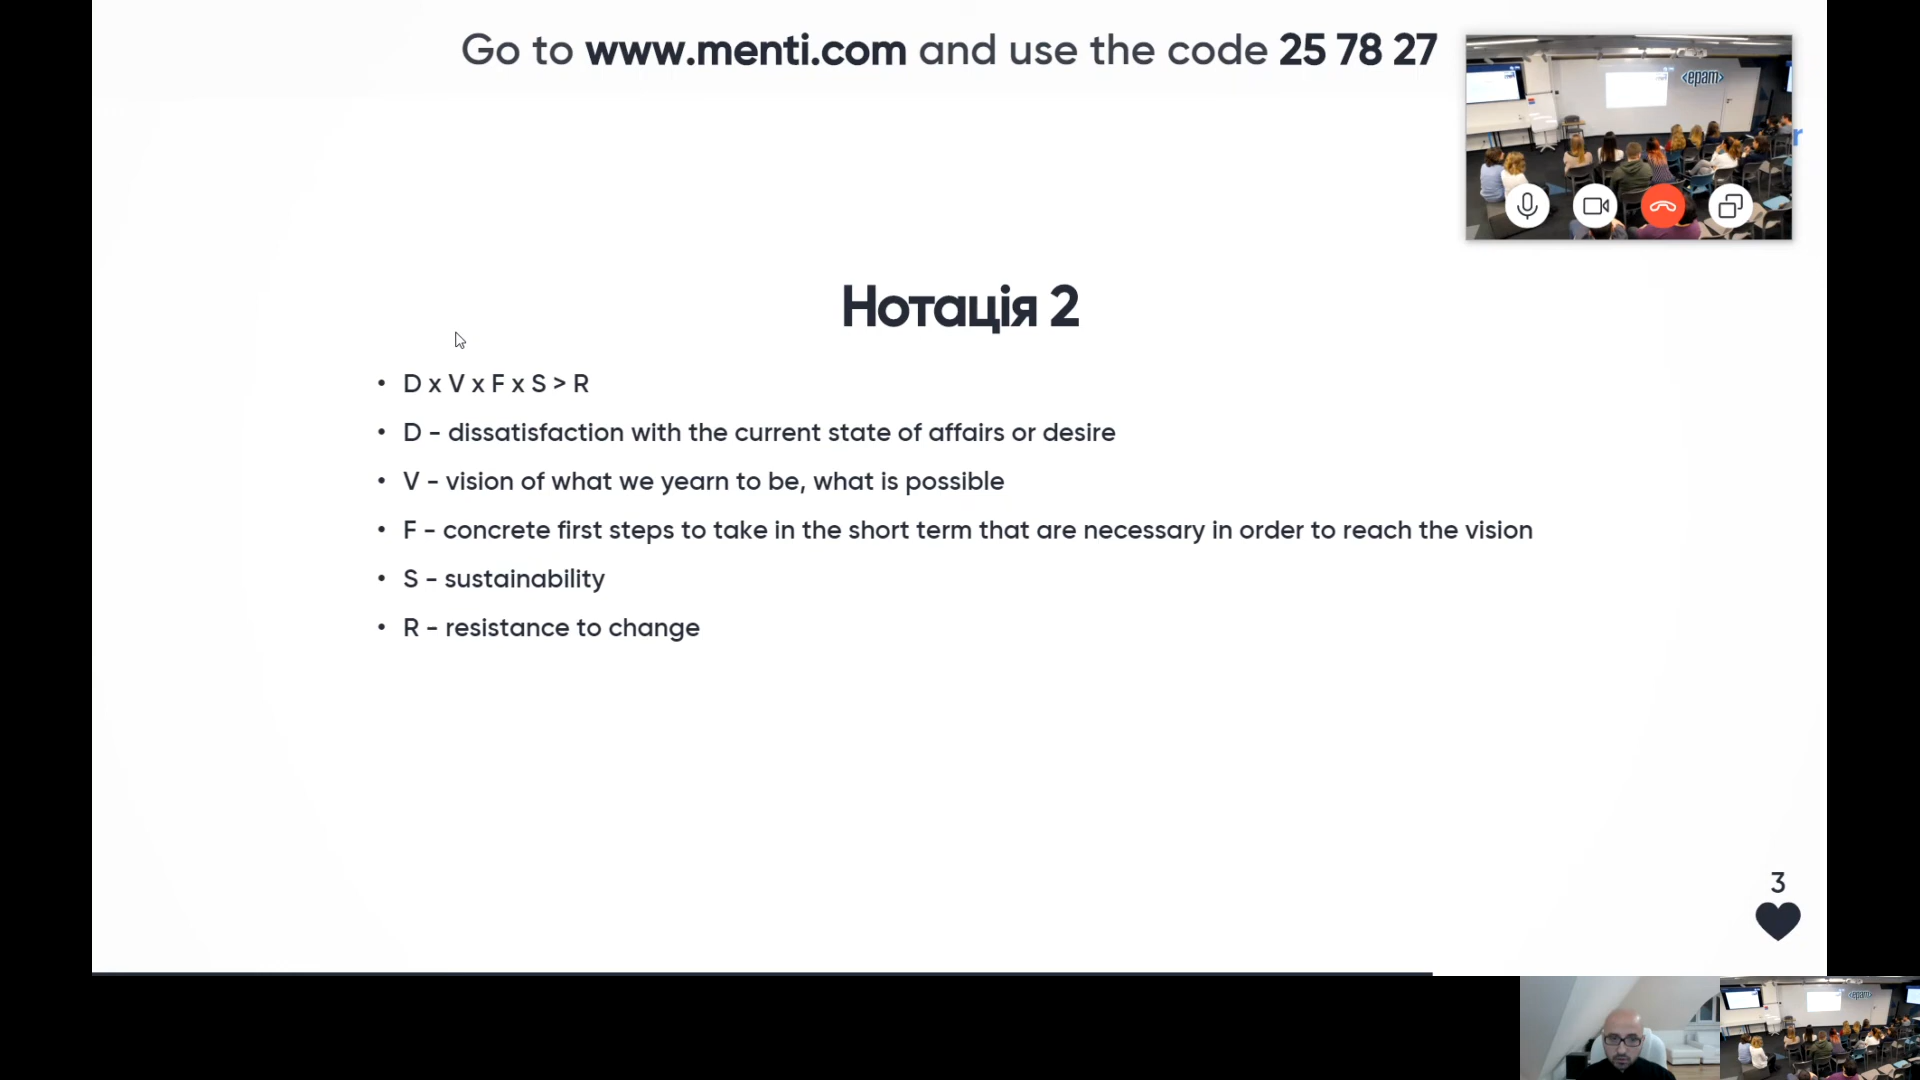 Go to www.menti.com and use the code 25 78 27
<epam>
r
Нотація 2
• D x V x F x S > R
• D - dissatisfaction with the current state of affairs or desire
• V - vision of what we yearn to be, what is possible
• F - concrete first steps to take in the short term that are necessary in order to reach the vision
• S - sustainability
• R - resistance to change
3
<epam>